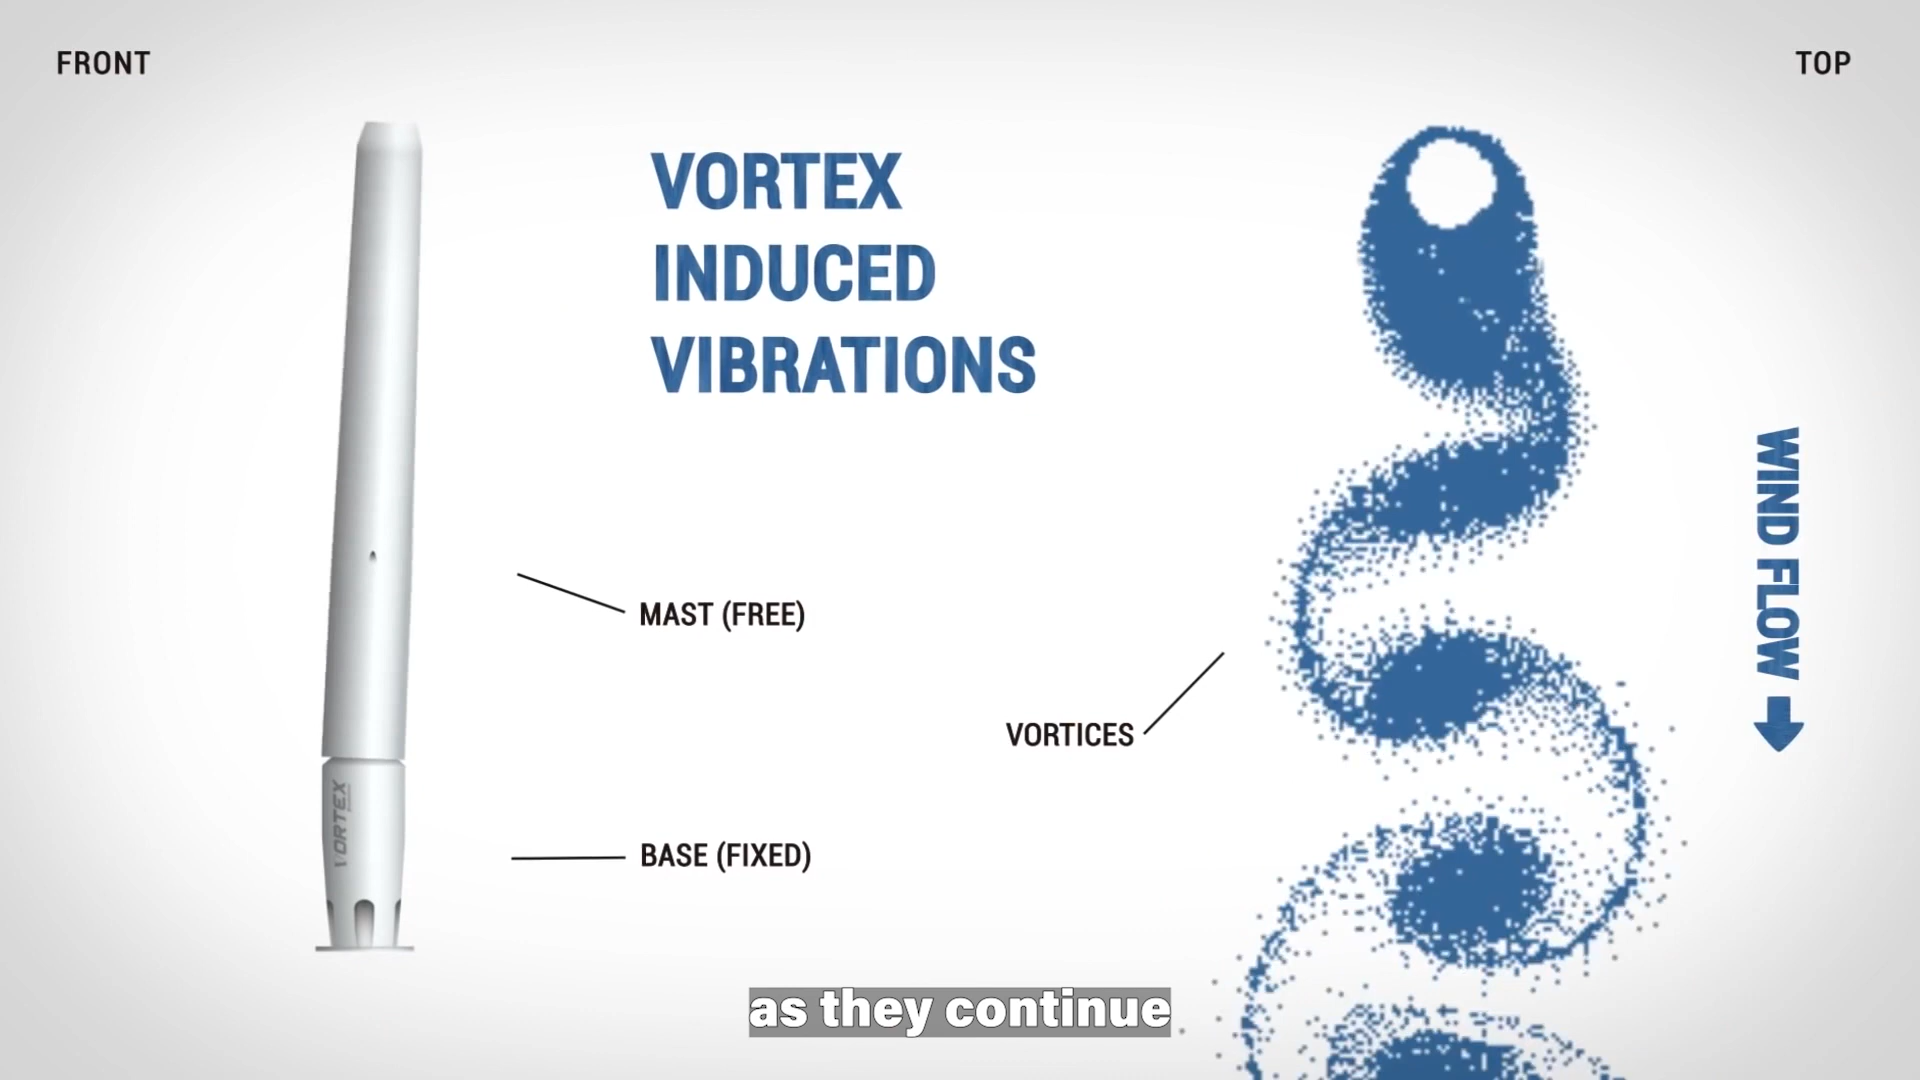 FRONT
TOP
VORTEX
INDUCED
VIBRATIONS
WIND FLOW
MAST (FREE)
VORTICES
VORTEX
BASE (FIXED)
as they continue